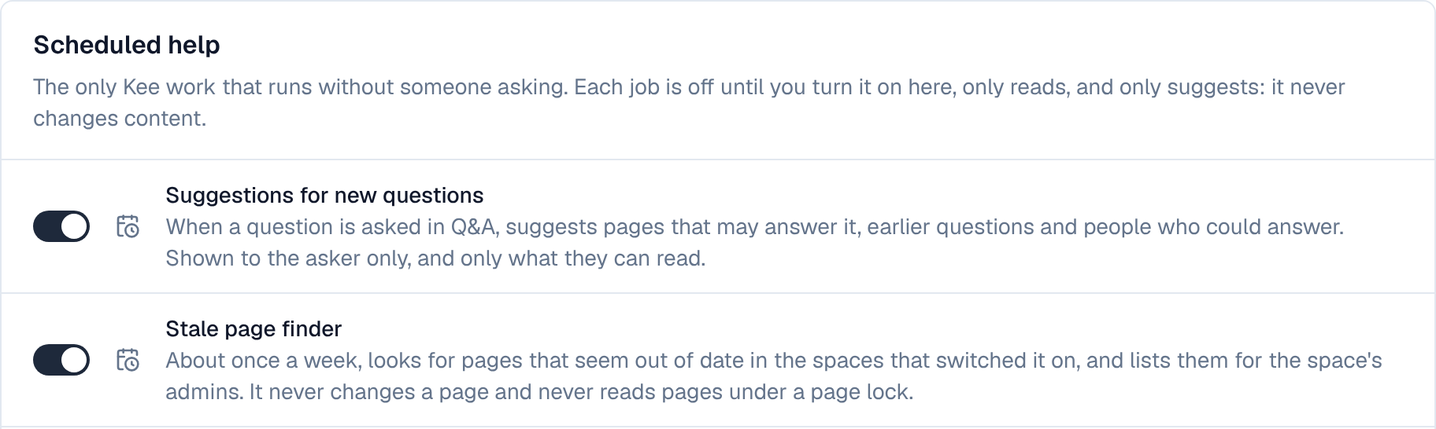 Scheduled help
The only Kee work that runs without someone asking. Each job is off until you turn it on here, only reads, and only suggests: it never
changes content.
Suggestions for new questions
When a question is asked in Q&A, suggests pages that may answer it, earlier questions and people who could answer.
Shown to the asker only, and only what they can read.
Stale page finder
About once a week, looks for pages that seem out of date in the spaces that switched it on, and lists them for the space's
admins. It never changes a page and never reads pages under a page lock.